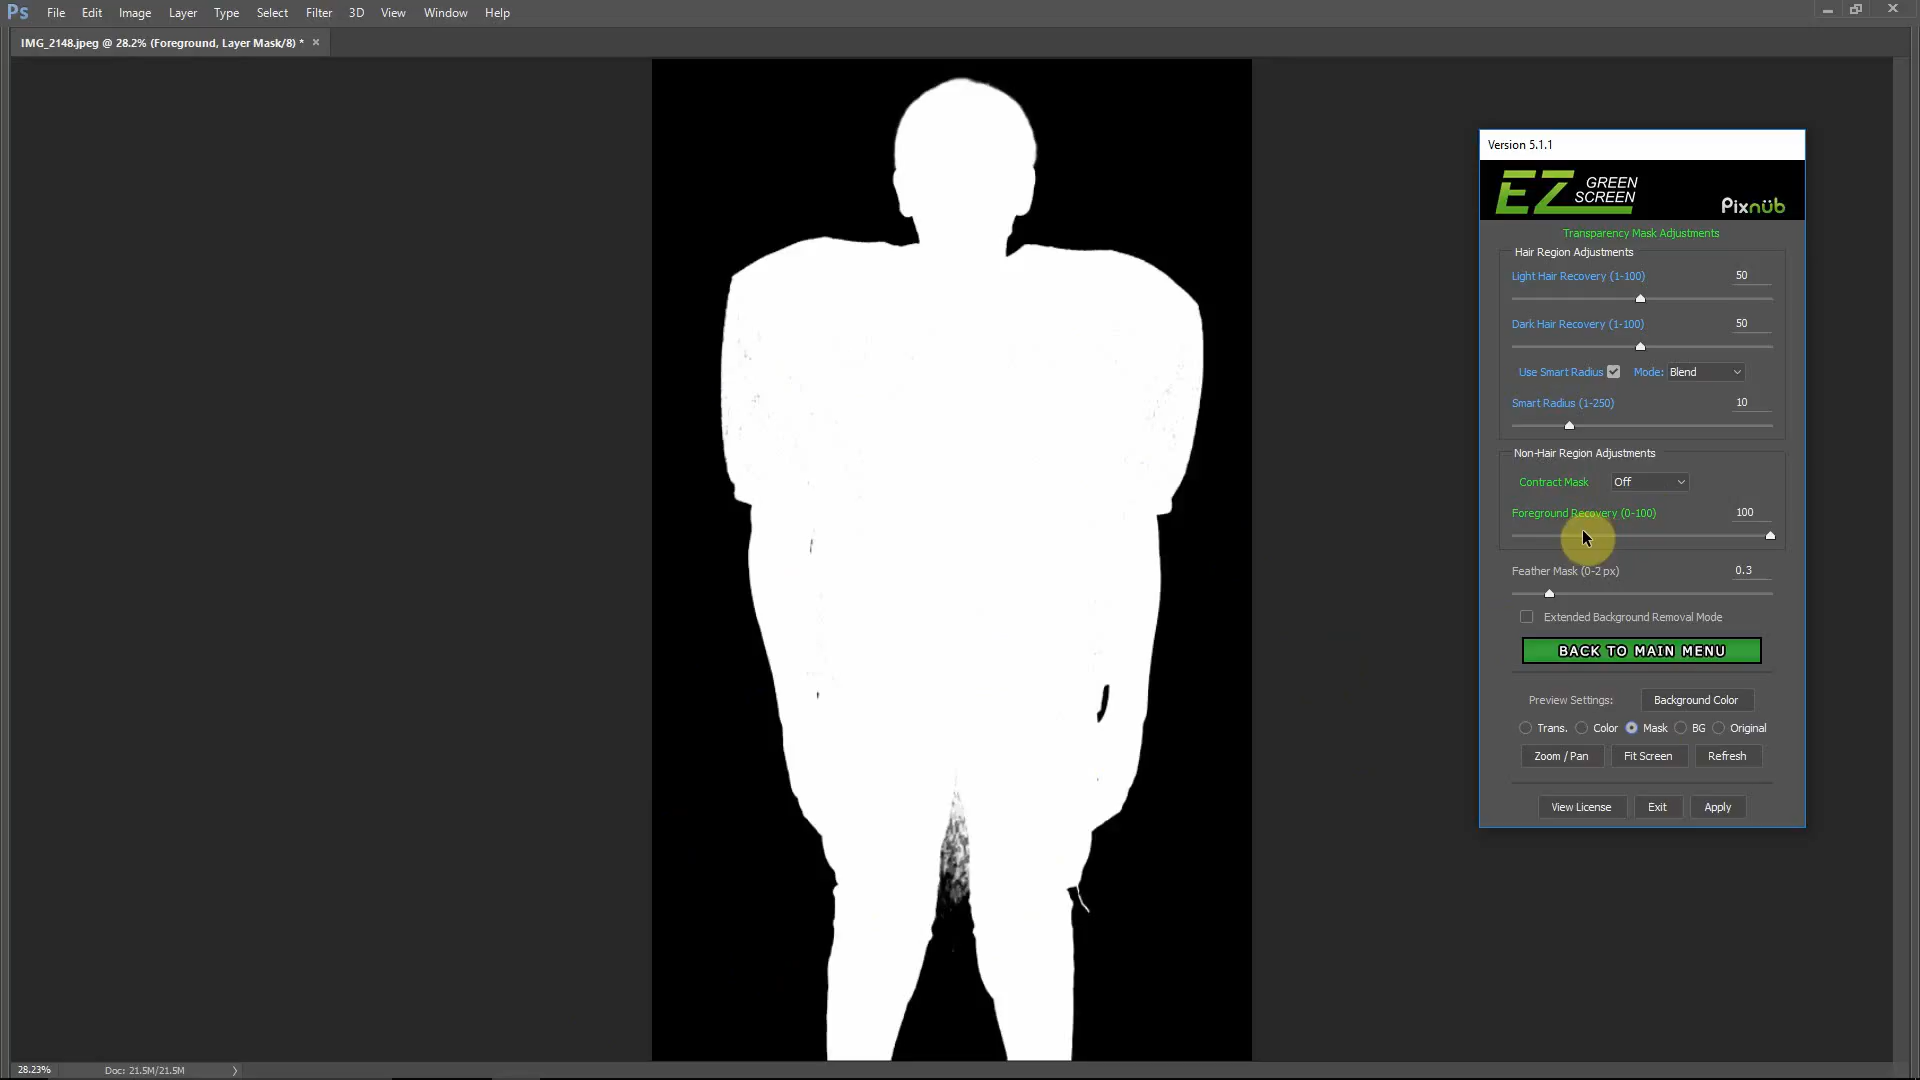 Ps File Edit Image Layer Type Select Filter 3D View Window Help
IMG_2148.jpeg @ 28.2% (Foreground, Layer Mask/8) * ×
Version 5.1.1
EZ GREEN SCREEN Pixnüb
Transparency Mask Adjustments
Hair Region Adjustments
Light Hair Recovery (1-100) 50
Dark Hair Recovery (1-100) 50
Use Smart Radius Mode: Blend
Smart Radius (1-250) 10
Non-Hair Region Adjustments
Contract Mask Off
Foreground Recovery (0-100) 100
Feather Mask (0-2 px) 0.3
Extended Background Removal Mode
BACK TO MAIN MENU
Preview Settings: Background Color
Trans. Color Mask BG Original
Zoom / Pan Fit Screen Refresh
View License Exit Apply
28.23% Doc: 21.5M/21.5M